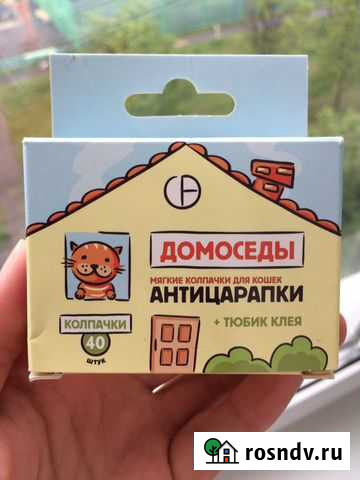 ДОМОСЕДЫ
МЯГКИЕ КОЛПАЧКИ ДЛЯ КОШЕК
АНТИЦАРАПКИ
+ ТЮБИК КЛЕЯ
КОЛПАЧКИ
40
ШТУК
rosndv.ru